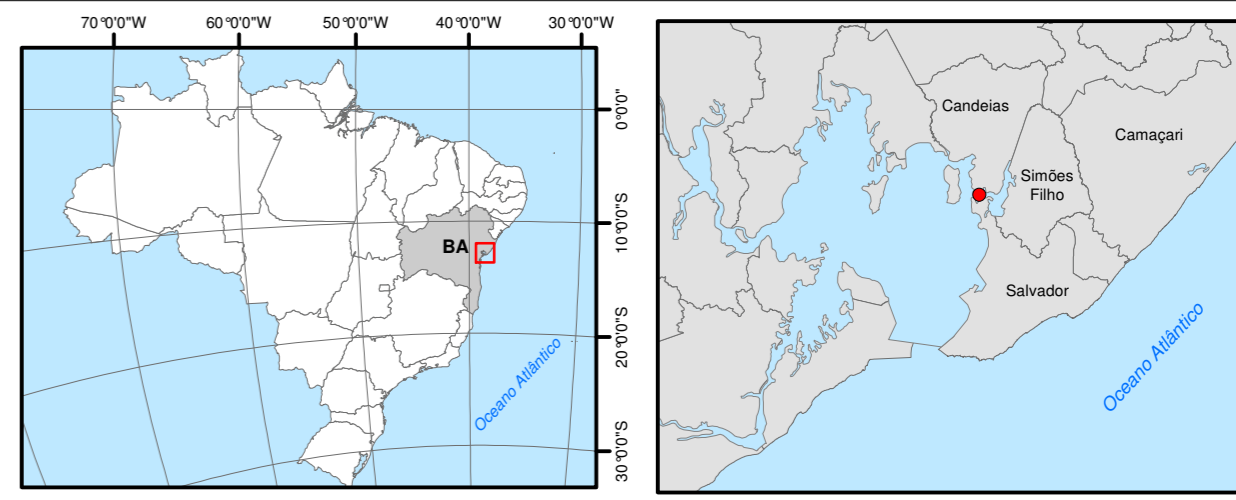 70°0'0"W 60°0'0"W 50°0'0"W 40°0'0"W 30°0'0"W
0°0'0"
10°0'0"S
20°0'0"S
30°0'0"S
BA
Oceano Atlântico
Candeias
Camaçari
Simões
Filho
Salvador
Oceano Atlântico